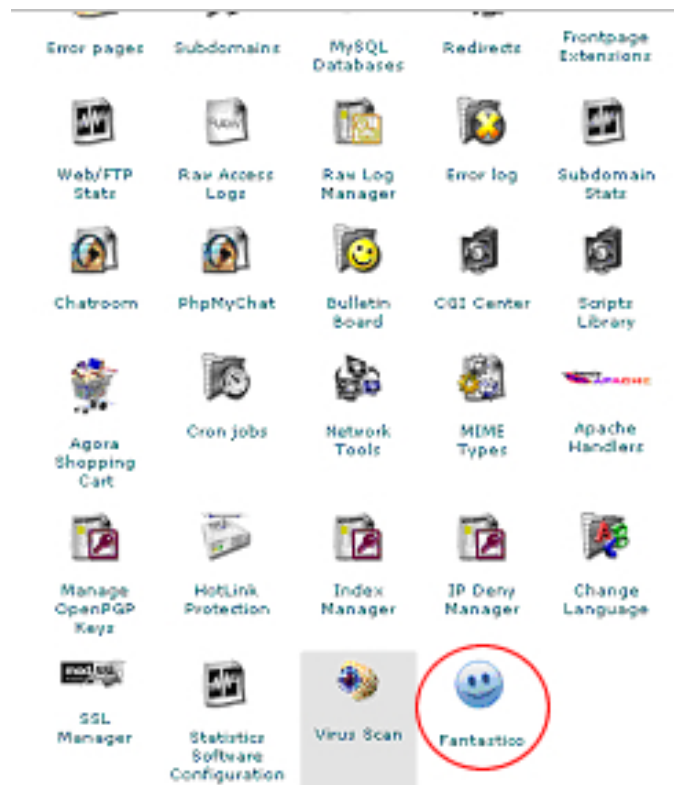 Error pages
Subdomains
MySQL
Databases
Redirects
Frontpage
Extensions
Web/FTP
Stats
Raw Access
Logs
Raw Log
Manager
Error log
Subdomain
Stats
Chatroom
PhpMyChat
Bulletin
Board
CGI Center
Scripts
Library
Agora
Shopping
Cart
Cron jobs
Network
Tools
MIME
Types
APACHE
Apache
Handlers
Manage
OpenPGP
Keys
HotLink
Protection
Index
Manager
IP Deny
Manager
Change
Language
SSL
Manager
Statistics
Software
Configuration
Virus Scan
Fantastico